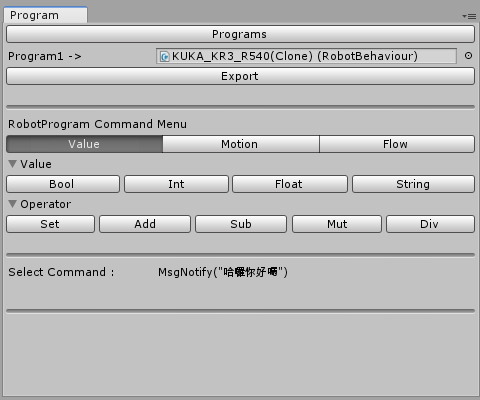 Program
Programs
Program1 -> KUKA_KR3_R540(Clone) (RobotBehaviour)
Export
RobotProgram Command Menu
Value Motion Flow
Value
Bool Int Float String
Operator
Set Add Sub Mut Div
Select Command : MsgNotify("哈囉你好喔")